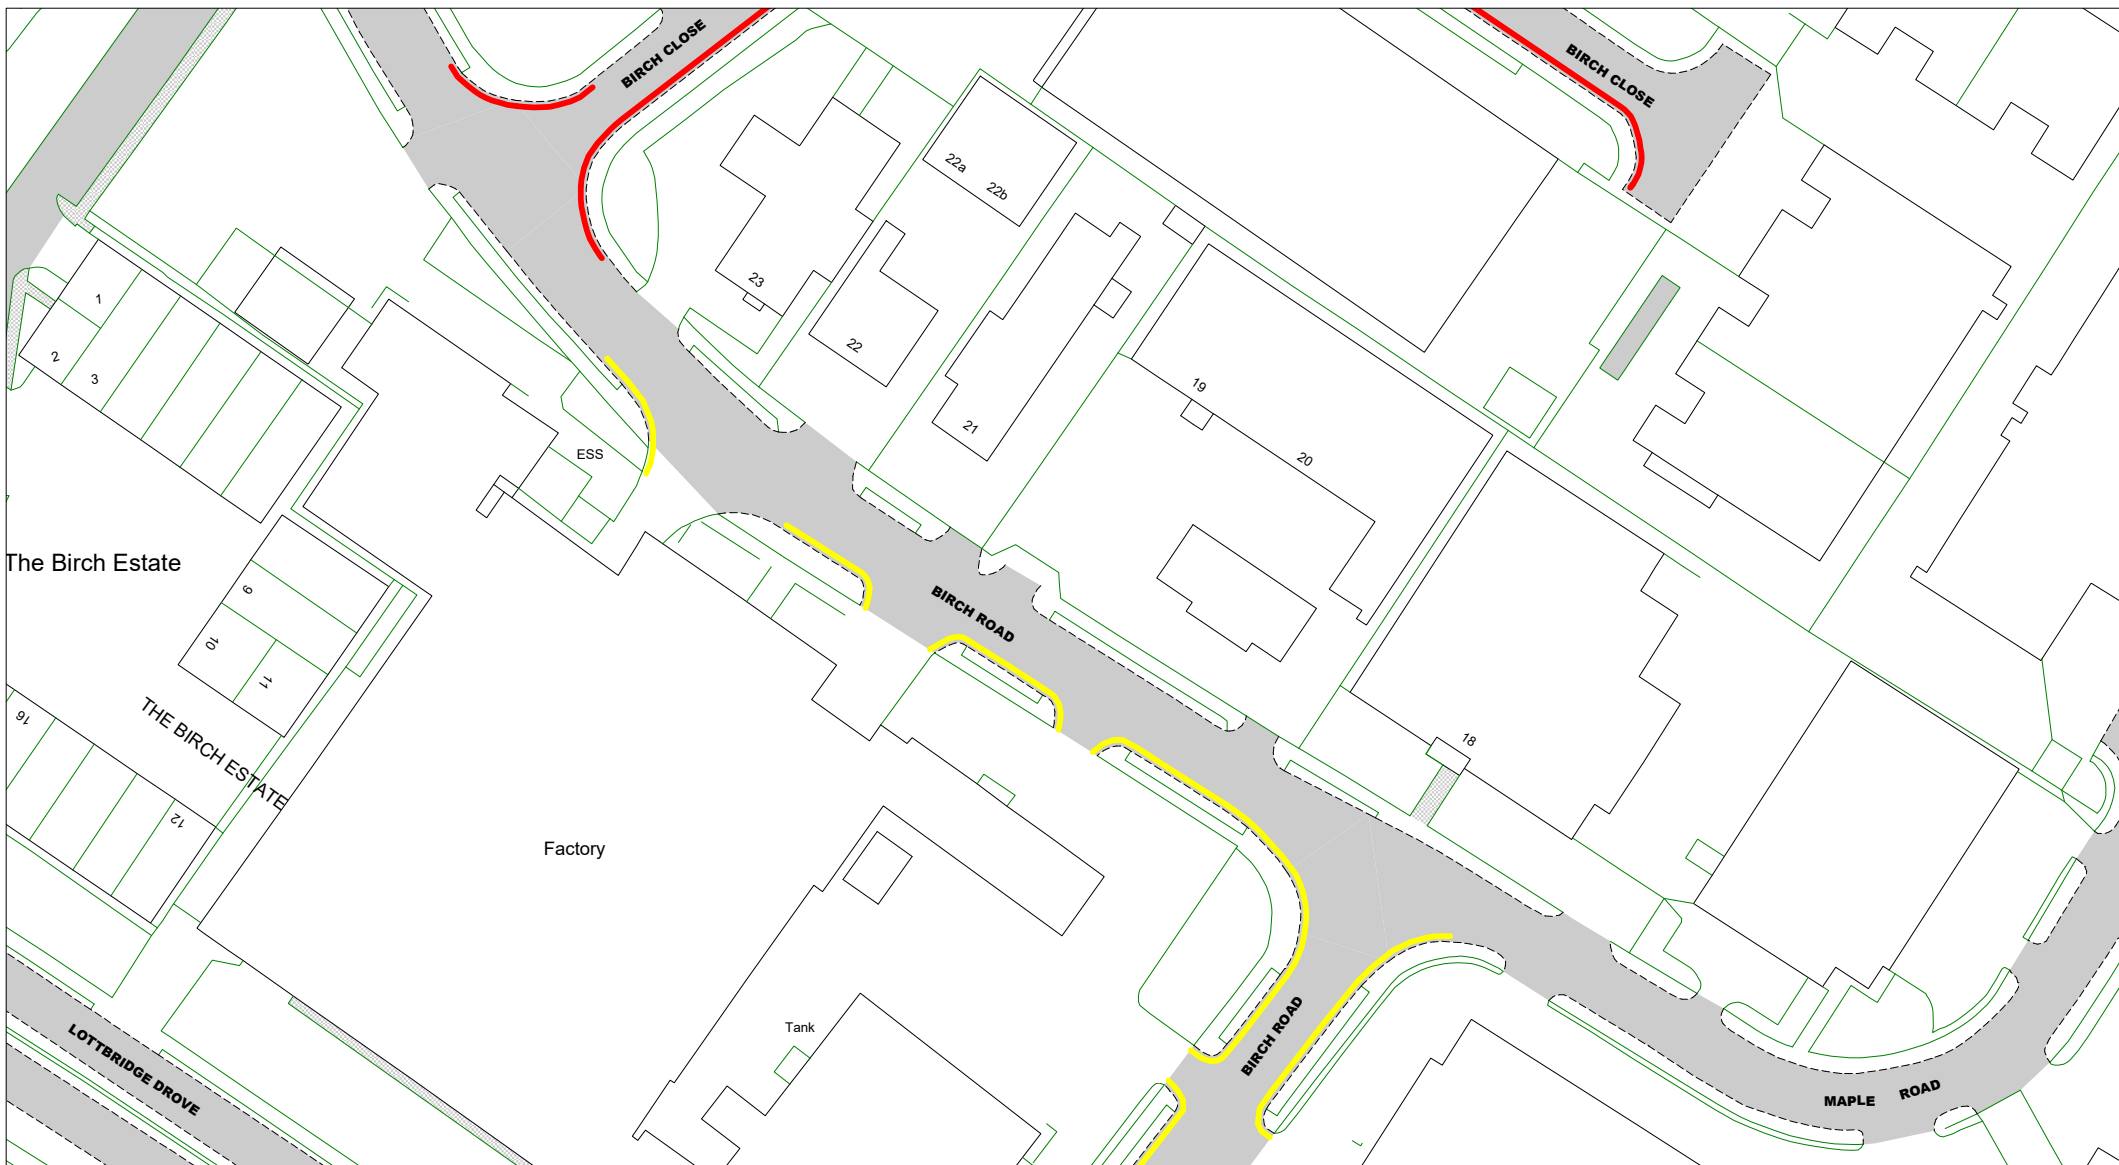 BIRCH CLOSE
BIRCH CLOSE
22a
22b
23
22
21
19
20
1
2
3
ESS
The Birch Estate
9
10
11
BIRCH ROAD
16
THE BIRCH ESTATE
12
18
Factory
Tank
BIRCH ROAD
LOTTBRIDGE DROVE
MAPLE ROAD